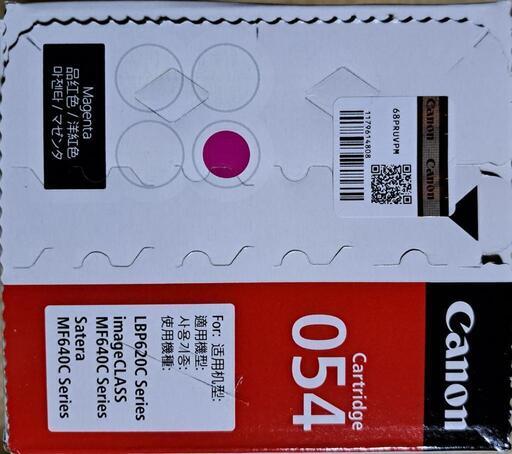 Magenta
品红色 / 洋紅色
마젠타 / マゼンタ
68PRUVPM
1179614808
Canon Canon
Canon
Cartridge
054
For: 适用机型:
適用機型:
사용기종:
使用機種:
LBP620C Series
imageCLASS
MF640C Series
Satera
MF640C Series